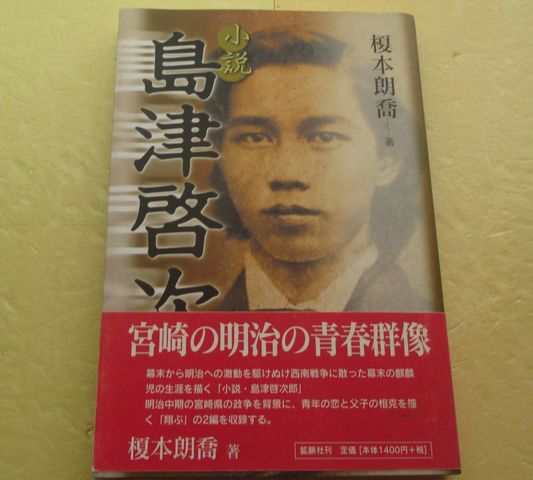 小説
島津啓次
榎本朗喬 著
宮崎の明治の青春群像
幕末から明治への激動を駆けぬけ西南戦争に散った幕末の麒麟
児の生涯を描く「小説・島津啓次郎」
明治中期の宮崎県の政争を背景に、青年の恋と父子の相克を描
く「翔ぶ」の2編を収録する。
榎本朗喬 著
鉱脈社刊 定価[本体1400円+税]